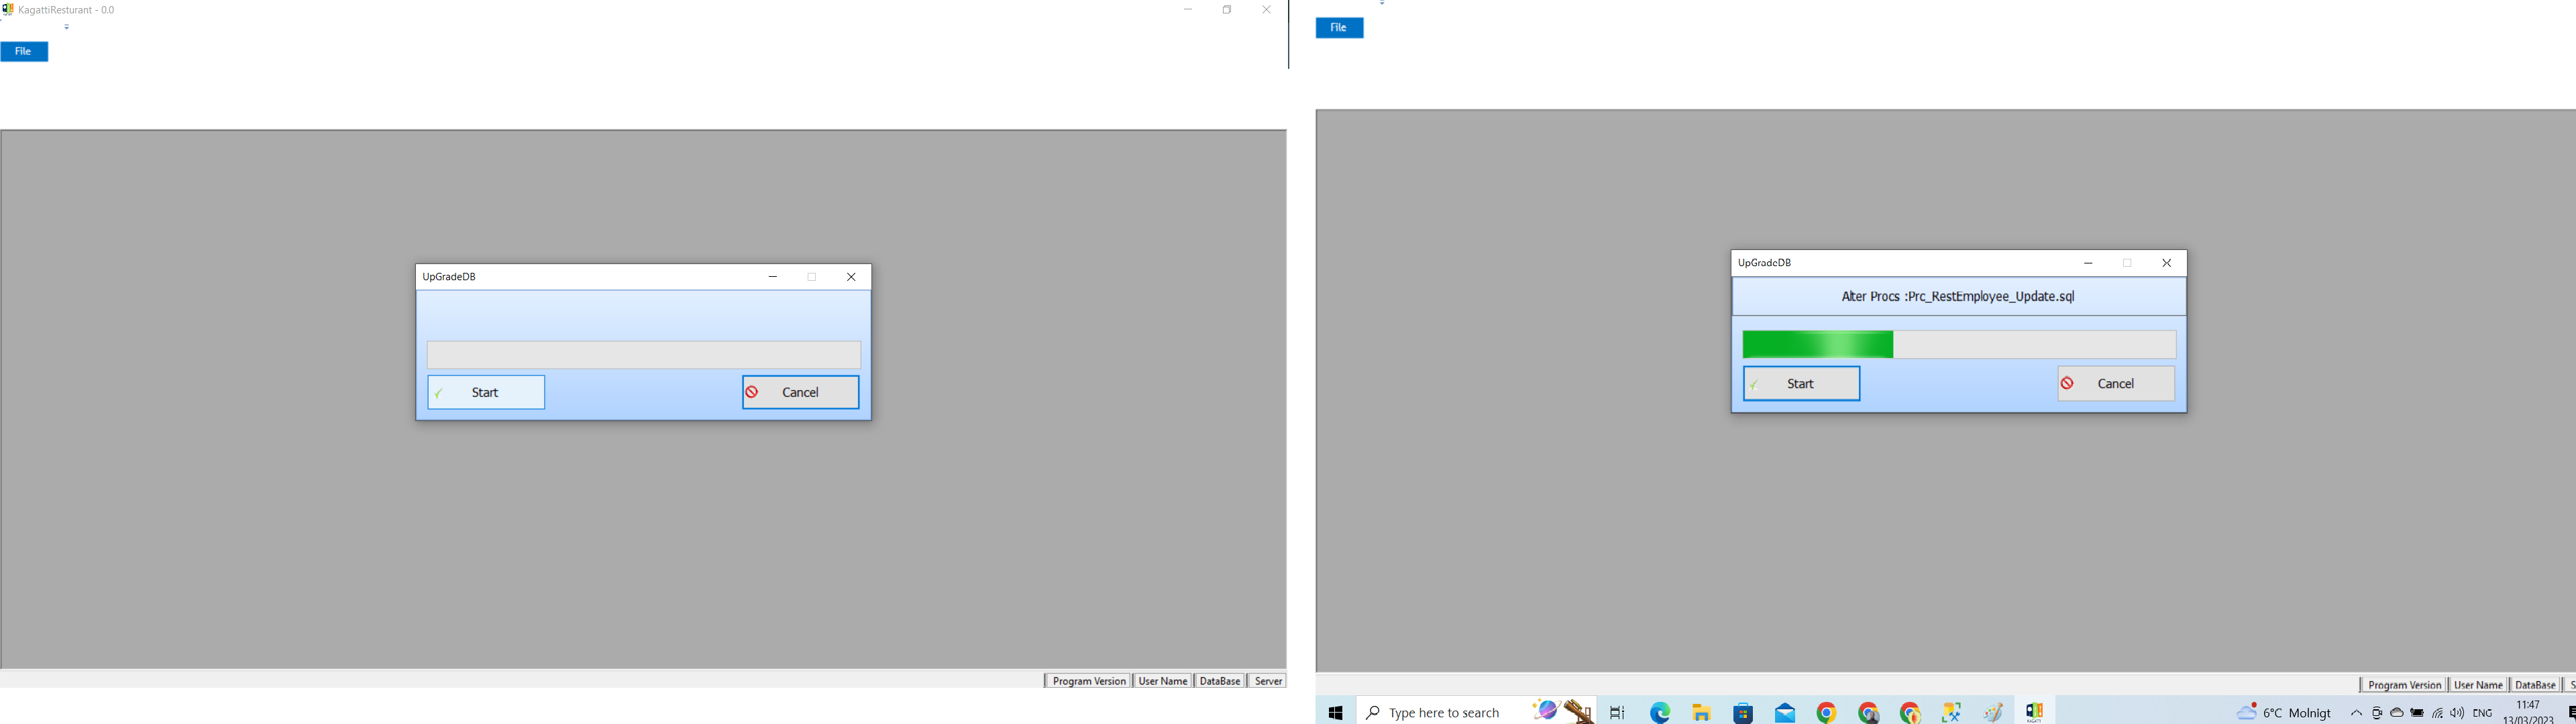 KagattiResturant - 0.0
File
UpGradeDB
Start
Cancel
Program Version
User Name
DataBase
Server
File
UpGradeDB
Alter Procs :Prc_RestEmployee_Update.sql
Start
Cancel
Program Version
User Name
DataBase
S
Type here to search
6°C Molnigt
ENG
11:47
13/03/2023